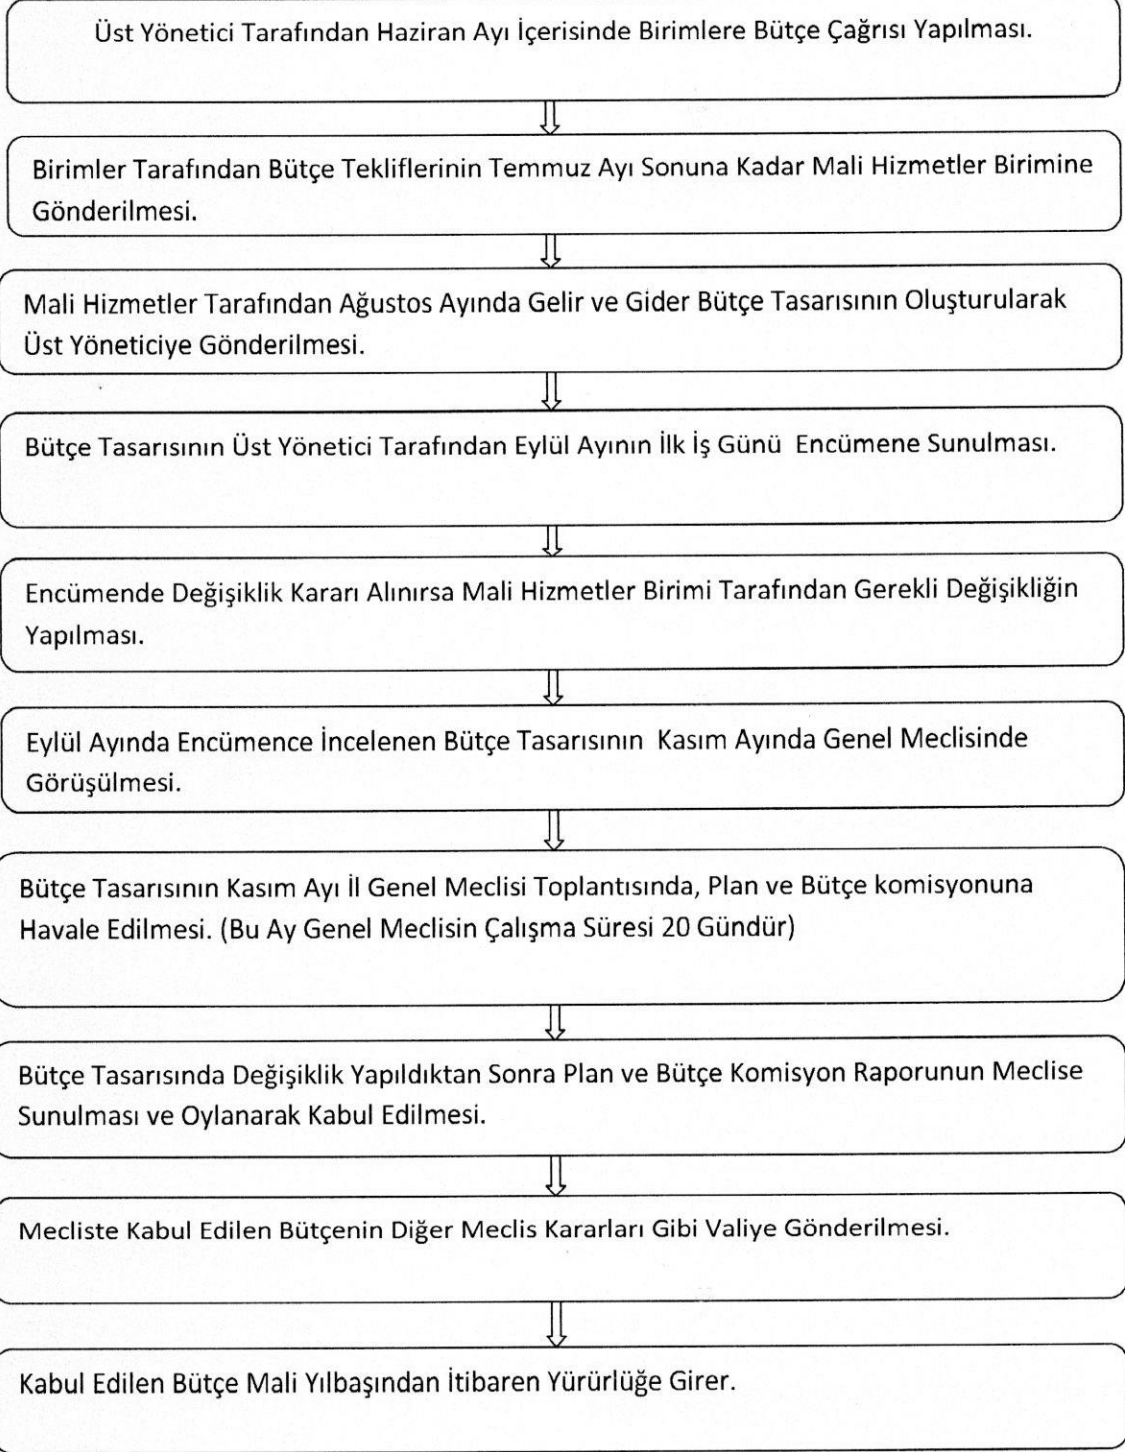 Üst Yönetici Tarafından Haziran Ayı İçerisinde Birimlere Bütçe Çağrısı Yapılması.
Birimler Tarafından Bütçe Tekliflerinin Temmuz Ayı Sonuna Kadar Mali Hizmetler Birimine
Gönderilmesi.
Mali Hizmetler Tarafından Ağustos Ayında Gelir ve Gider Bütçe Tasarısının Oluşturularak
Üst Yöneticiye Gönderilmesi.
Bütçe Tasarısının Üst Yönetici Tarafından Eylül Ayının İlk İş Günü  Encümene Sunulması.
Encümende Değişiklik Kararı Alınırsa Mali Hizmetler Birimi Tarafından Gerekli Değişikliğin
Yapılması.
Eylül Ayında Encümence İncelenen Bütçe Tasarısının  Kasım Ayında Genel Meclisinde
Görüşülmesi.
Bütçe Tasarısının Kasım Ayı İl Genel Meclisi Toplantısında, Plan ve Bütçe komisyonuna
Havale Edilmesi. (Bu Ay Genel Meclisin Çalışma Süresi 20 Gündür)
Bütçe Tasarısında Değişiklik Yapıldıktan Sonra Plan ve Bütçe Komisyon Raporunun Meclise
Sunulması ve Oylanarak Kabul Edilmesi.
Mecliste Kabul Edilen Bütçenin Diğer Meclis Kararları Gibi Valiye Gönderilmesi.
Kabul Edilen Bütçe Mali Yılbaşından İtibaren Yürürlüğe Girer.